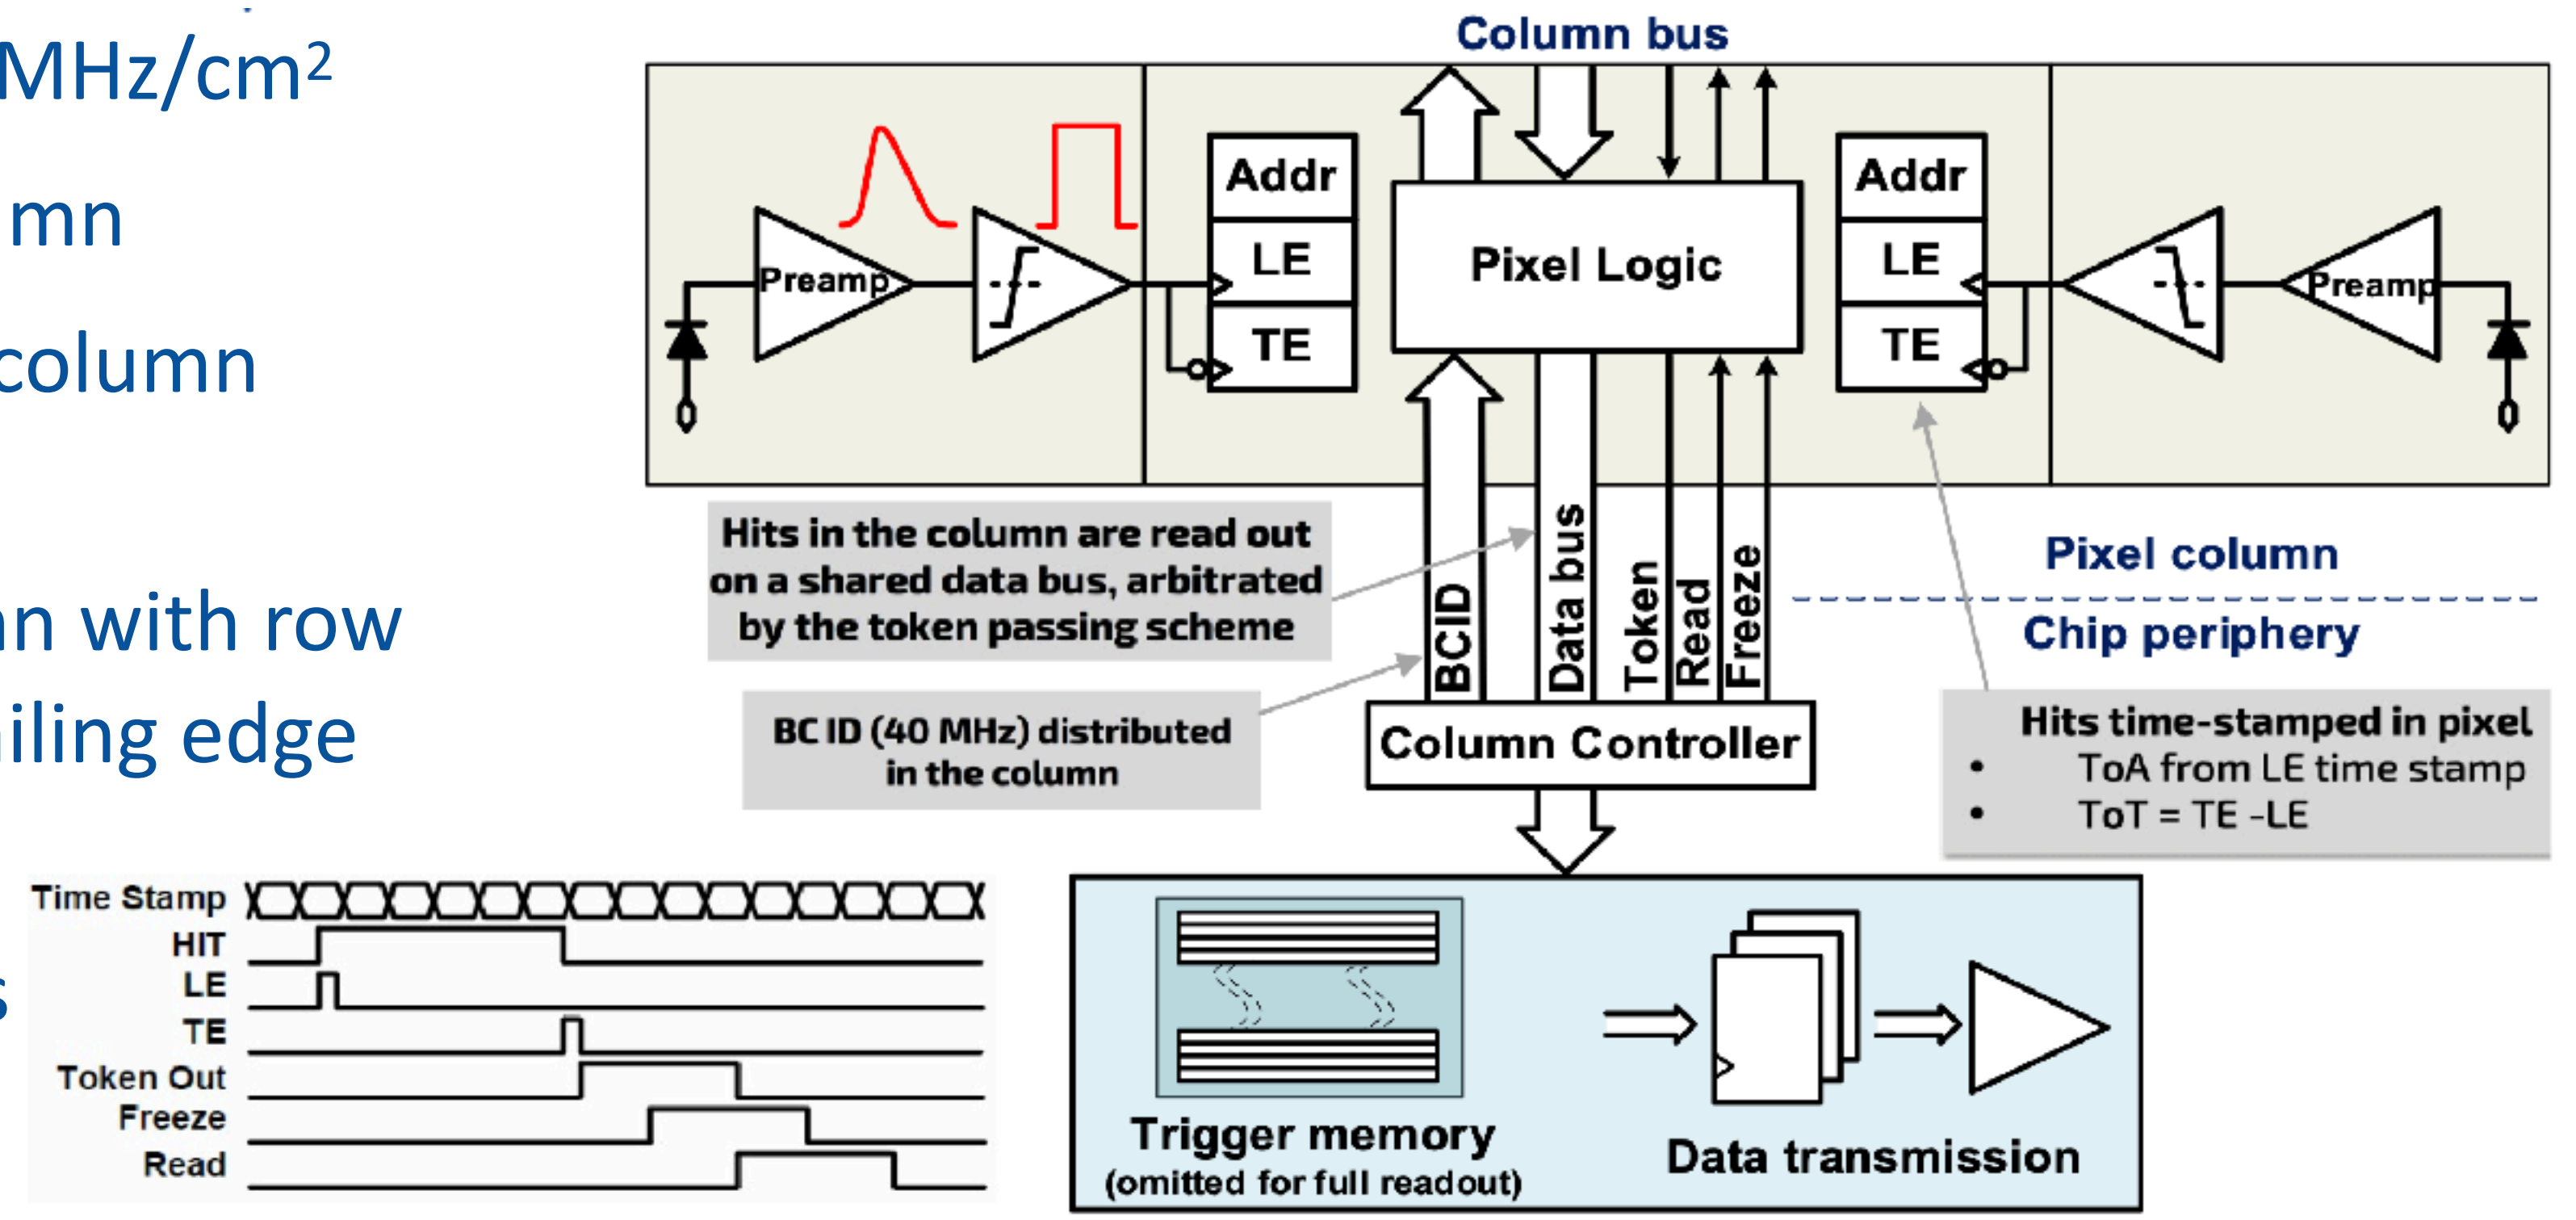 MHz/cm²
mn
column
n with row
iling edge
s
Column bus
Addr
LE
TE
Preamp
Pixel Logic
Addr
LE
TE
Preamp
Hits in the column are read out
on a shared data bus, arbitrated
by the token passing scheme
BC ID (40 MHz) distributed
in the column
BCID
Data bus
Token
Read
Freeze
Pixel column
Chip periphery
Column Controller
Hits time-stamped in pixel
• ToA from LE time stamp
• ToT = TE -LE
Time Stamp
HIT
LE
TE
Token Out
Freeze
Read
Trigger memory
(omitted for full readout)
Data transmission